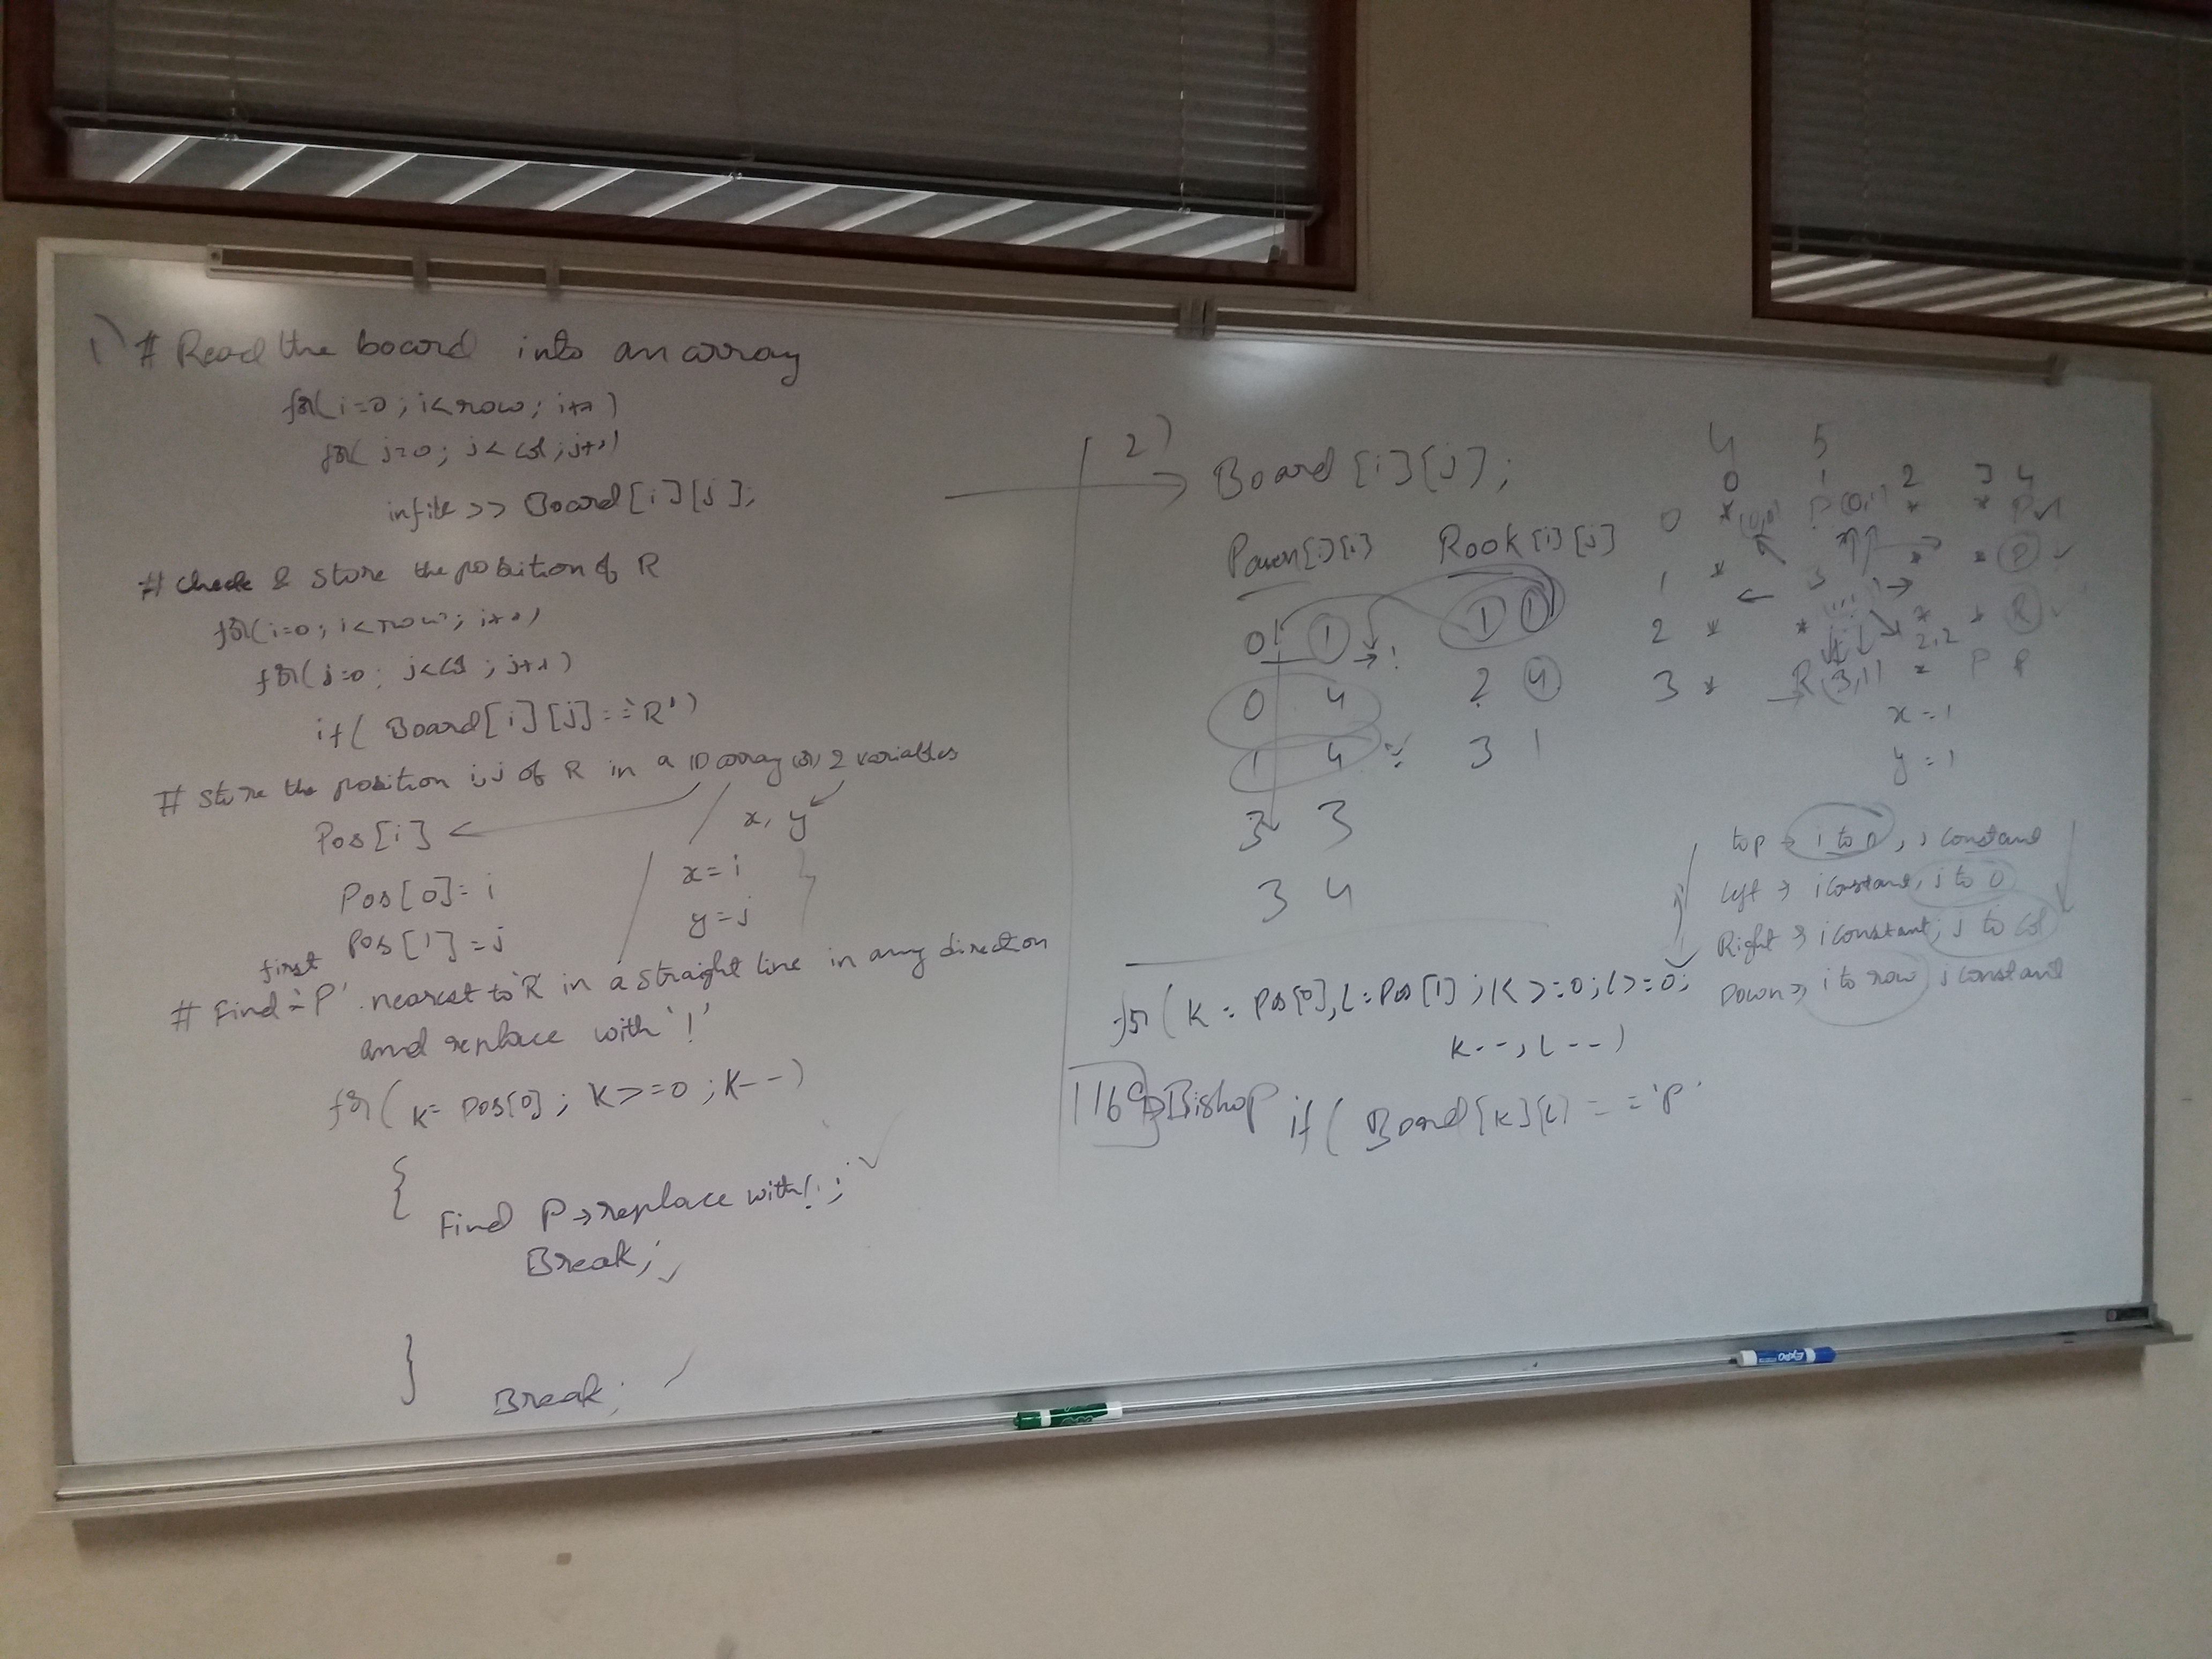 1) # Read the board into an array
for(i=0; i<row; i++)
for(j=0; j<col; j++)
infile >> Board[i][j];
# check & store the position of R
for(i=0; i<row; i++)
for(j=0; j<col; j++)
if( Board[i][j]=='R')
# store the position i,j of R in a 1D array (or) 2 variables
Pos[i]
x, y
Pos[0]= i
x = i
Pos[1] = j
y = j
# Find first 'P' nearest to 'R' in a straight line in any direction
and replace with '!'
for( k= Pos[0]; k>=0; k--)
{
Find P → replace with !;
Break;
}
Break;
2)
→ Board[i][j];
Pawn[i][j] Rook[i][j]
0 1 1 1
0 4 2 4
1 4 3 1
3 3
3 4
4 5
0 1 2 3 4
0 * (0,0) P (0,1) * * P
1 * * * P
2 * * * * R
2,2
3 * R (3,1) * P P
x = 1
y = 1
top → i to 0, j constant
Left → i constant, j to 0
Right → i constant, j to col
Down → i to row j constant
for( k = Pos[0], l = Pos[1]; k>=0; l>=0;
k--, l--)
Bishop if( Board[k][l] == 'P'
EXPO